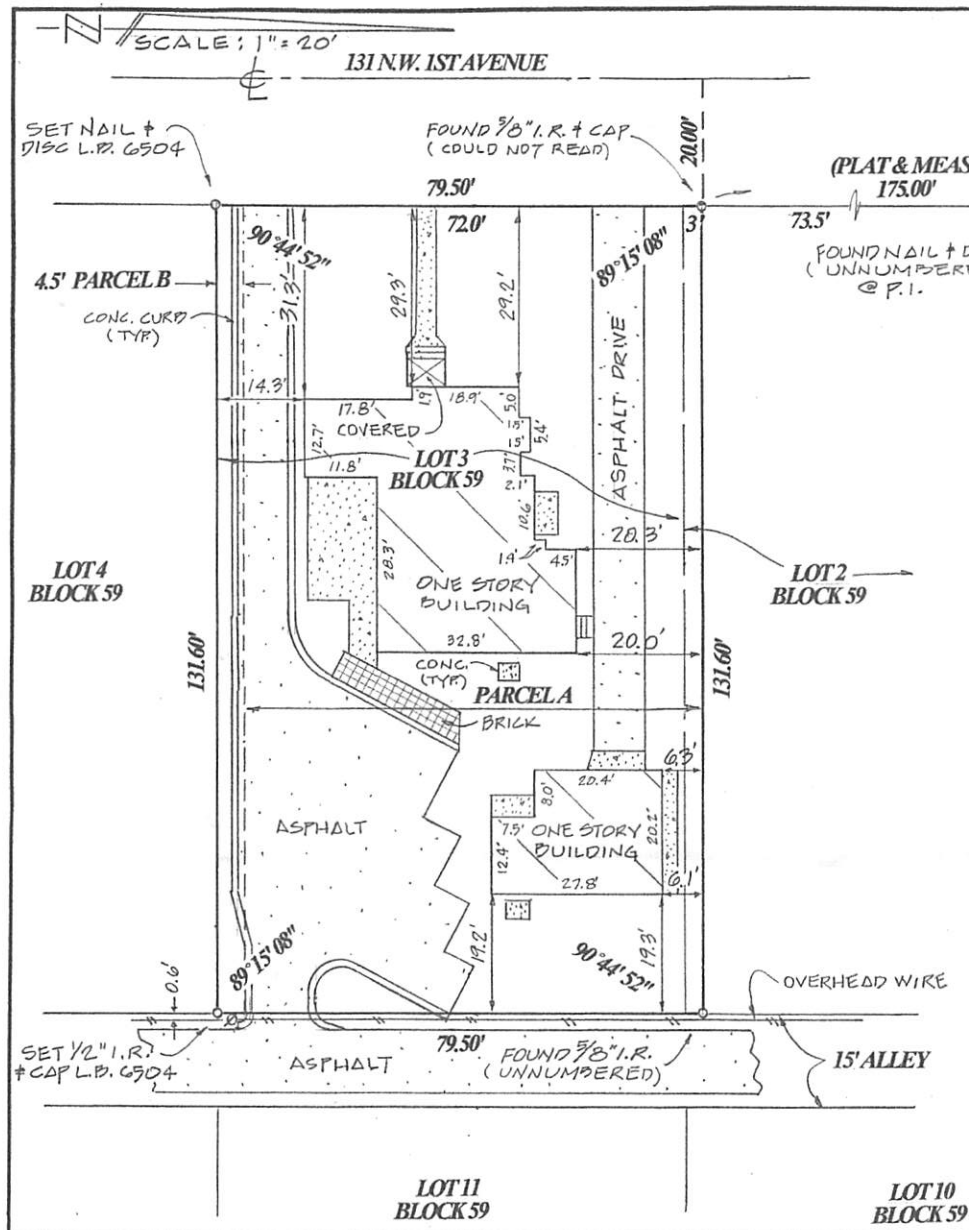 N
SCALE: 1"= 20'
131 N.W. 1ST AVENUE
℄
SET NAIL &
DISC L.B. 6504
FOUND 5/8" I.R. & CAP
(COULD NOT READ)
20.00'
(PLAT & MEAS
175.00'
79.50'
72.0'
3'
73.5'
90°44'52"
89°15'08"
FOUND NAIL & D
(UNNUMBERE
@ P.I.
4.5' PARCEL B
CONC. CURB
(TYP.)
31.3'
29.3'
29.2'
ASPHALT DRIVE
14.3'
17.8'
COVERED
1.9'
18.9'
5.0'
1.8'
5.4'
1.5'
12.7'
11.8'
LOT 3
BLOCK 59
3.7'
2.1'
10.6'
28.3'
1.9'
4.5'
20.3'
LOT 4
BLOCK 59
ONE STORY
BUILDING
LOT 2
BLOCK 59
32.8'
20.0'
131.60'
CONC.
(TYP.)
PARCEL A
131.60'
BRICK
6.3'
20.4'
8.0'
20.2'
ASPHALT
7.5'
ONE STORY
BUILDING
12.4'
27.8'
6.1'
19.2'
19.3'
89°15'08"
90°44'52"
0.6'
OVERHEAD WIRE
SET 1/2" I.R.
& CAP L.B. 6504
79.50'
ASPHALT
FOUND 5/8" I.R.
(UNNUMBERED)
15' ALLEY
LOT 11
BLOCK 59
LOT 10
BLOCK 59